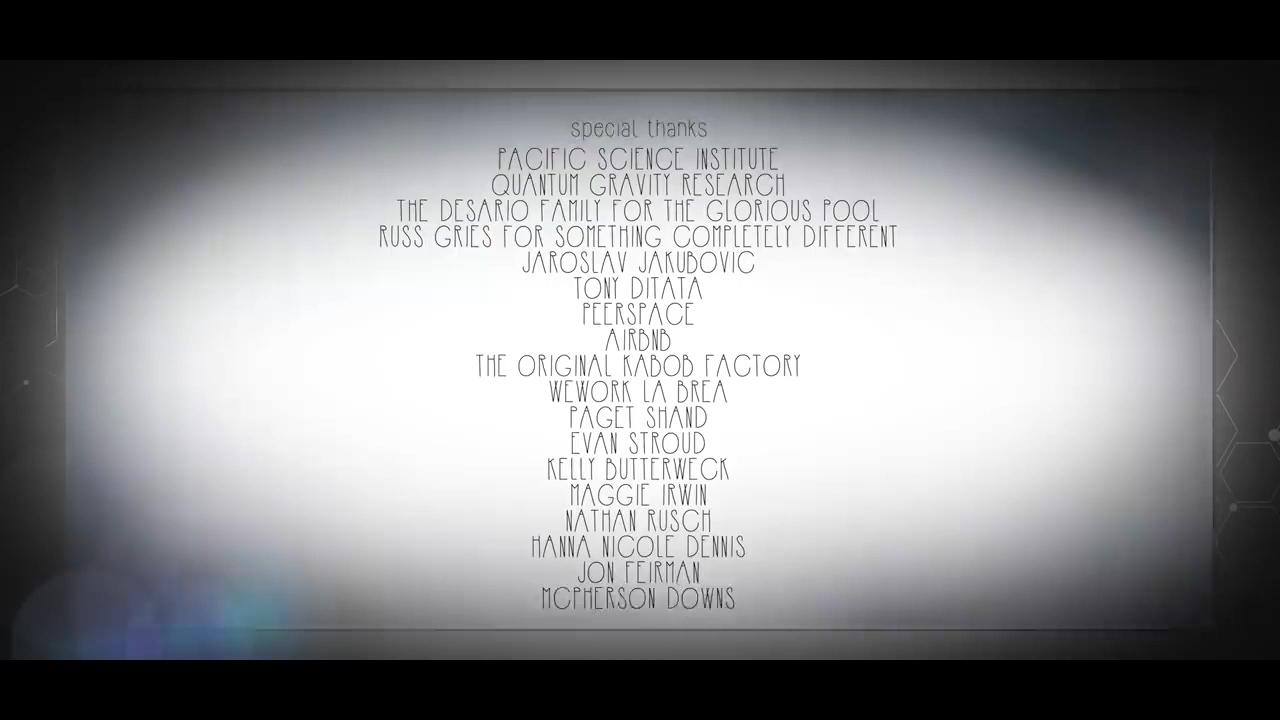 special thanks
PACIFIC SCIENCE INSTITUTE
QUANTUM GRAVITY RESEARCH
THE DESARIO FAMILY FOR THE GLORIOUS POOL
RUSS GRIES FOR SOMETHING COMPLETELY DIFFERENT
JAROSLAV JAKUBOVIC
TONY DITATA
PEERSPACE
AIRBNB
THE ORIGINAL KABOB FACTORY
WEWORK LA BREA
PAGET SHAND
EVAN STROUD
KELLY BUTTERWECK
MAGGIE IRWIN
NATHAN RUSCH
HANNA NICOLE DENNIS
JON FEIRMAN
MCPHERSON DOWNS